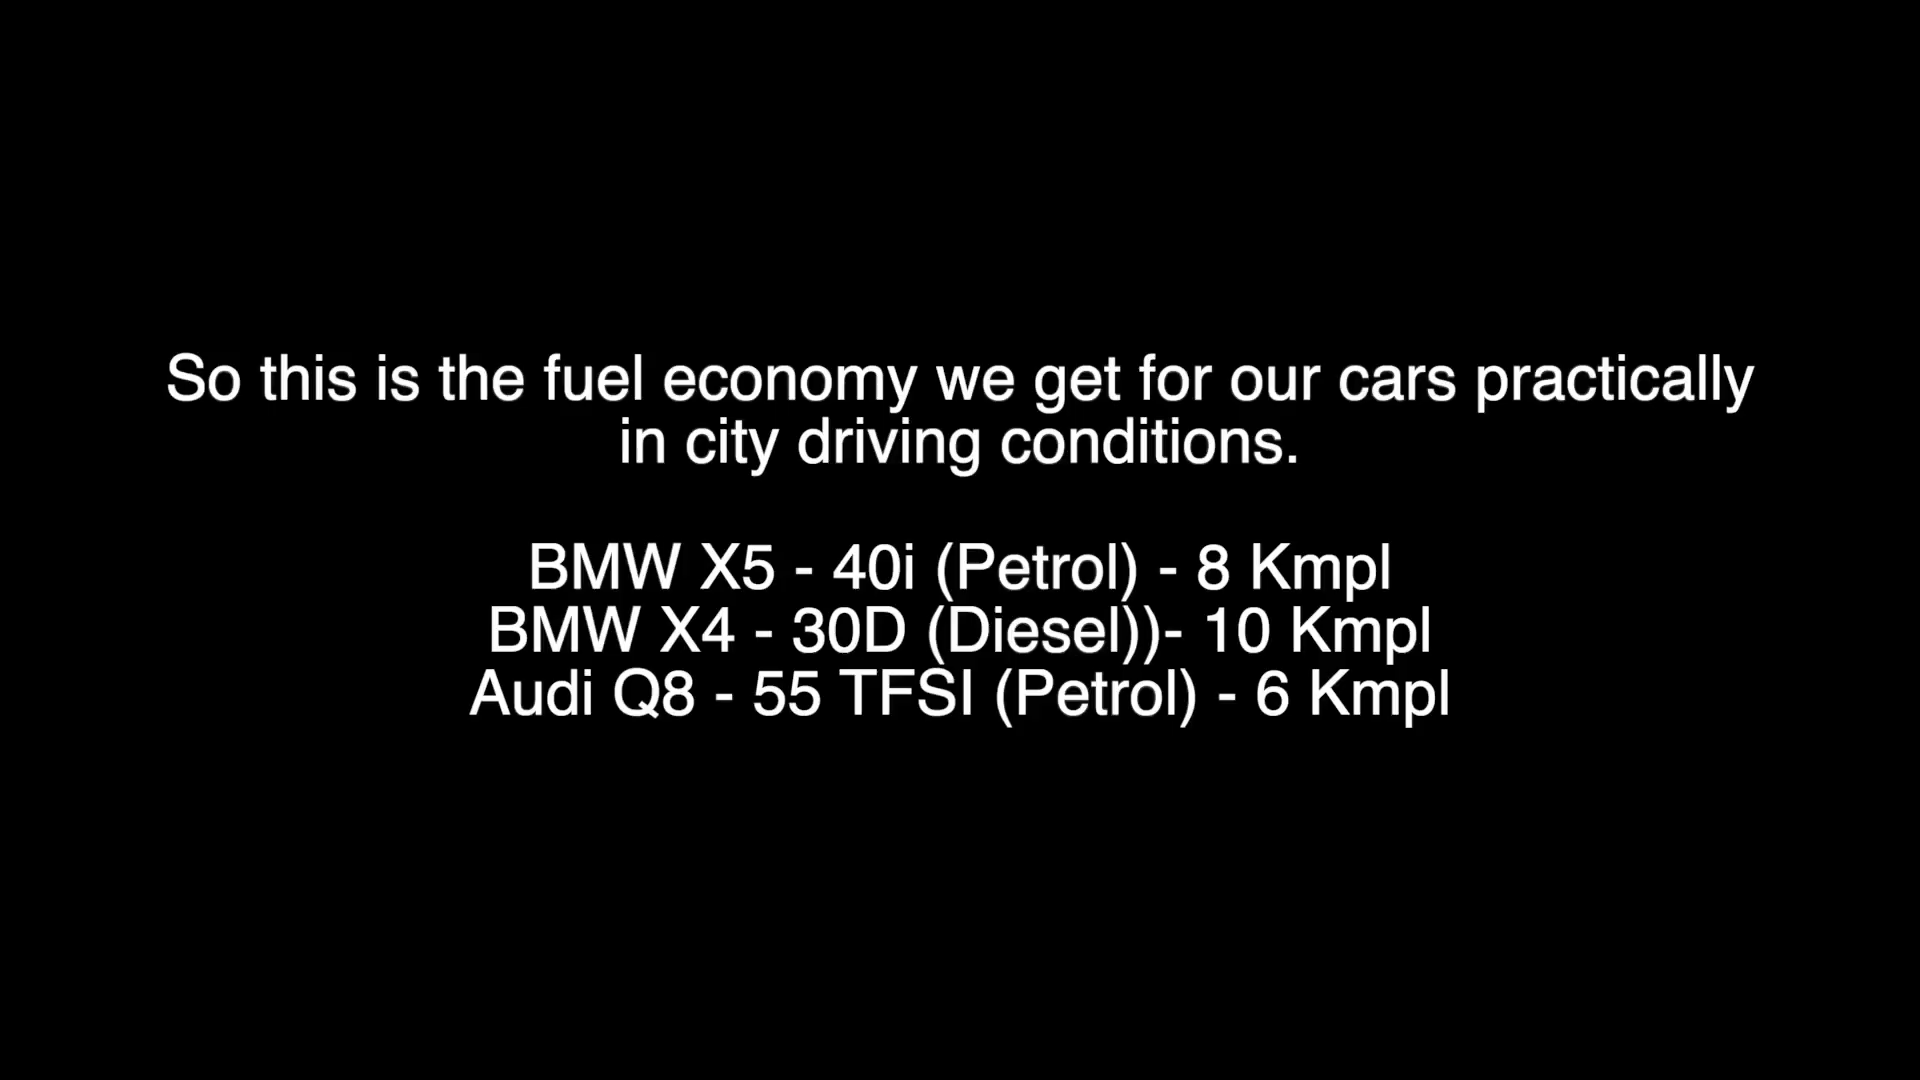 So this is the fuel economy we get for our cars practically
in city driving conditions.
BMW X5 - 40i (Petrol) - 8 Kmpl
BMW X4 - 30D (Diesel))- 10 Kmpl
Audi Q8 - 55 TFSI (Petrol) - 6 Kmpl